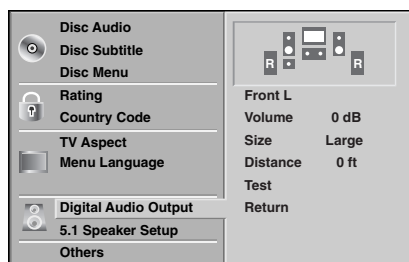 Disc Audio
Disc Subtitle
Disc Menu
Rating
Country Code
TV Aspect
Menu Language
Digital Audio Output
5.1 Speaker Setup
Others
R R
Front L
Volume 0 dB
Size Large
Distance 0 ft
Test
Return